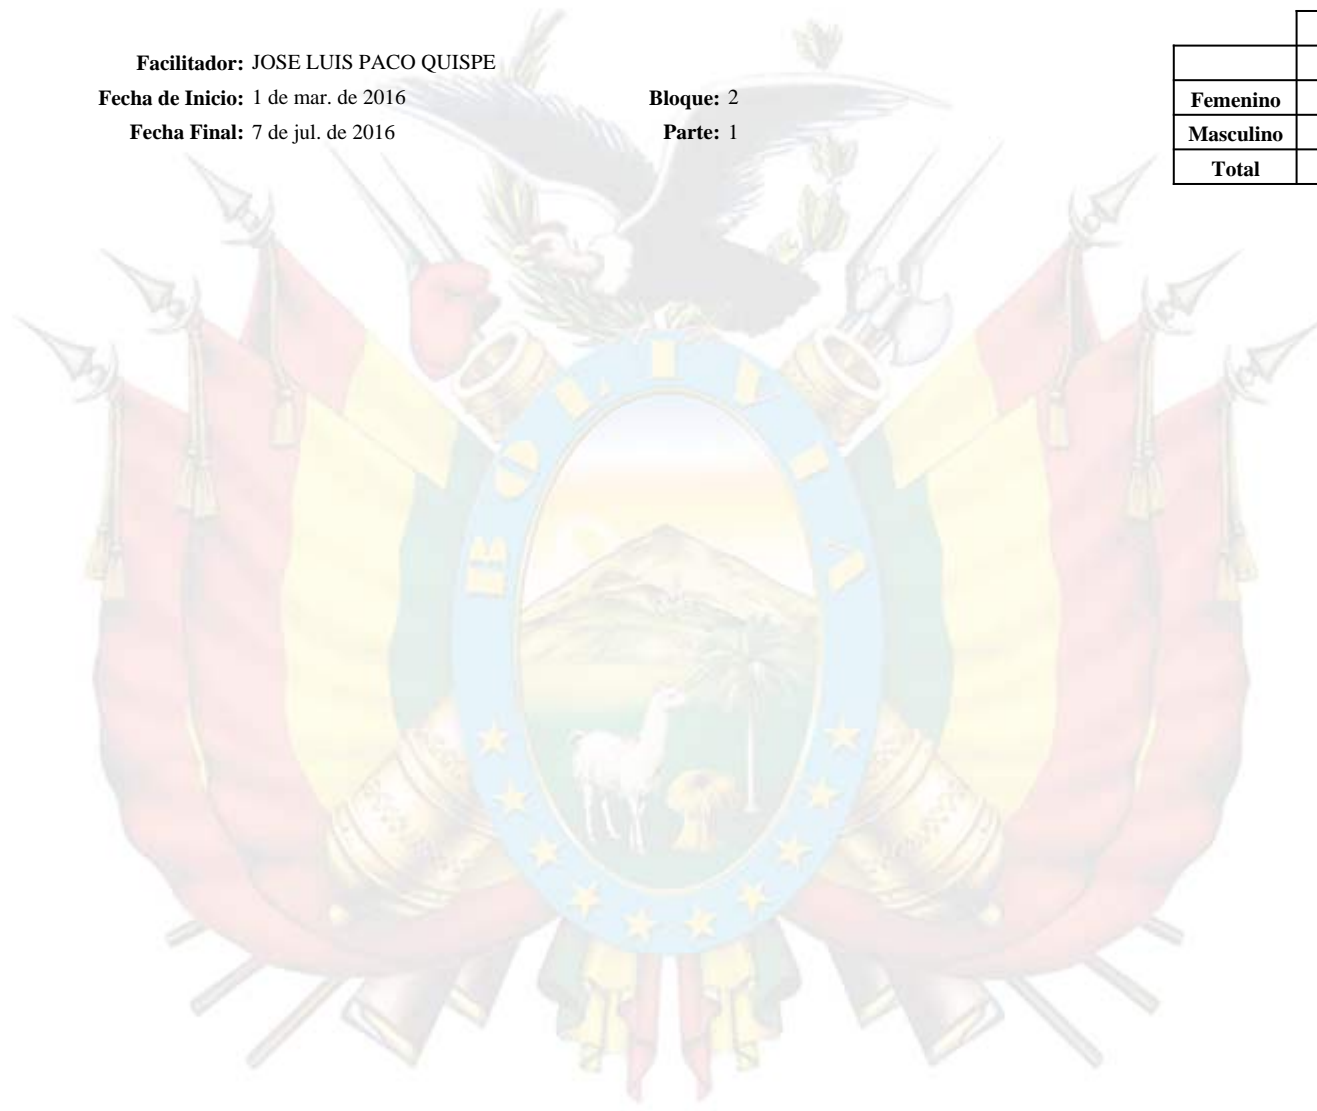 Facilitador: JOSE LUIS PACO QUISPE
Fecha de Inicio: 1 de mar. de 2016 Bloque: 2
Fecha Final: 7 de jul. de 2016 Parte: 1
Femenino
Masculino
Total
BOLIVIA